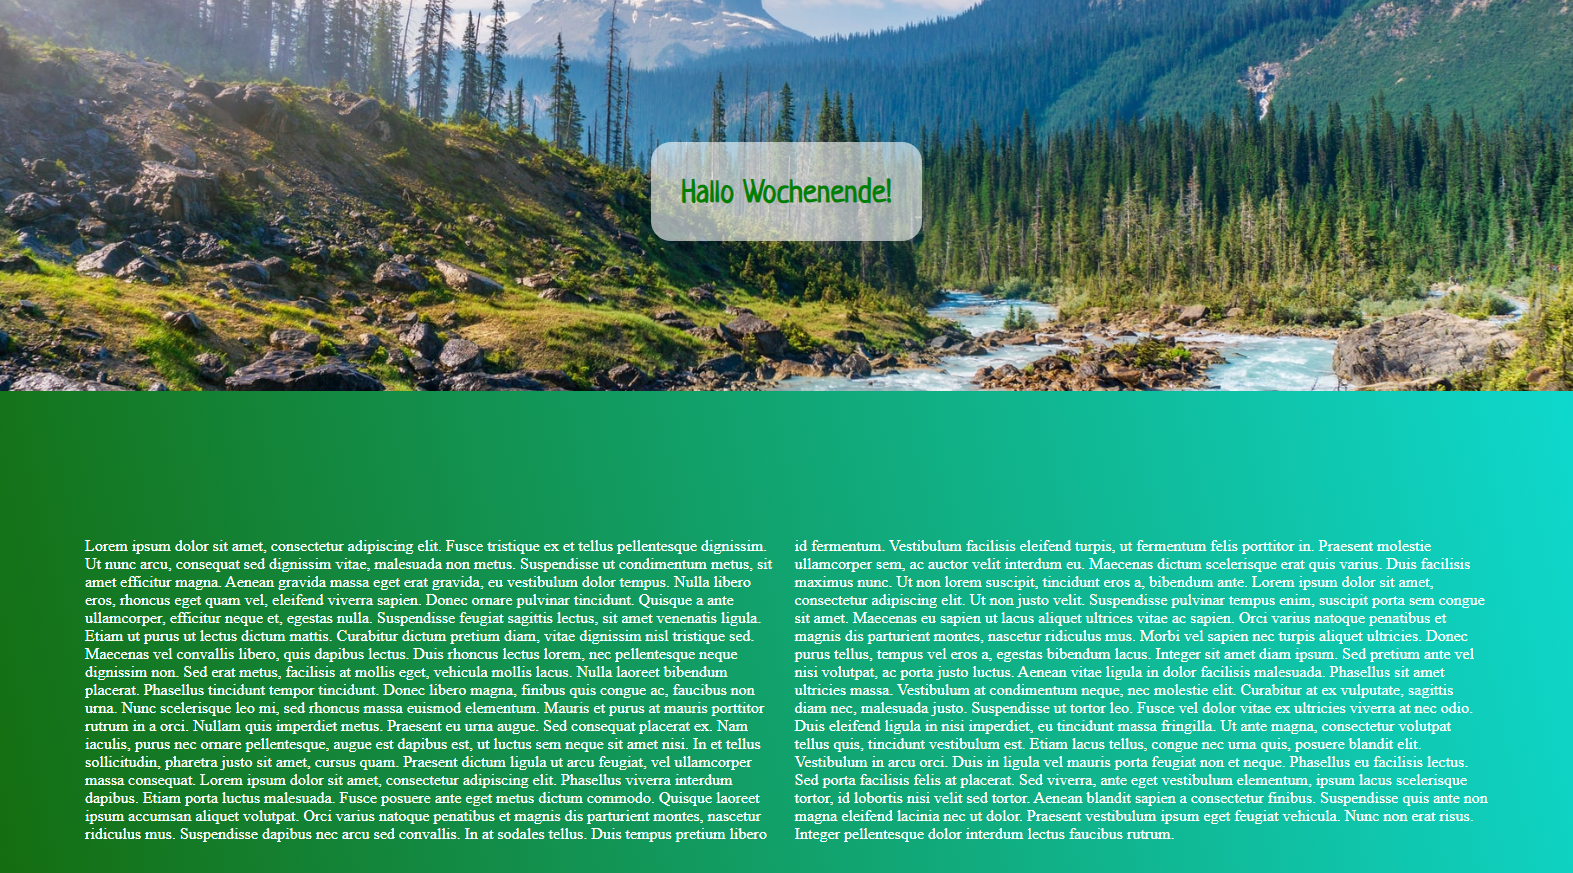 Hallo Wochenende!
Lorem ipsum dolor sit amet, consectetur adipiscing elit. Fusce tristique ex et tellus pellentesque dignissim.
Ut nunc arcu, consequat sed dignissim vitae, malesuada non metus. Suspendisse ut condimentum metus, sit
amet efficitur magna. Aenean gravida massa eget erat gravida, eu vestibulum dolor tempus. Nulla libero
eros, rhoncus eget quam vel, eleifend viverra sapien. Donec ornare pulvinar tincidunt. Quisque a ante
ullamcorper, efficitur neque et, egestas nulla. Suspendisse feugiat sagittis lectus, sit amet venenatis ligula.
Etiam ut purus ut lectus dictum mattis. Curabitur dictum pretium diam, vitae dignissim nisl tristique sed.
Maecenas vel convallis libero, quis dapibus lectus. Duis rhoncus lectus lorem, nec pellentesque neque
dignissim non. Sed erat metus, facilisis at mollis eget, vehicula mollis lacus. Nulla laoreet bibendum
placerat. Phasellus tincidunt tempor tincidunt. Donec libero magna, finibus quis congue ac, faucibus non
urna. Nunc scelerisque leo mi, sed rhoncus massa euismod elementum. Mauris et purus at mauris porttitor
rutrum in a orci. Nullam quis imperdiet metus. Praesent eu urna augue. Sed consequat placerat ex. Nam
iaculis, purus nec ornare pellentesque, augue est dapibus est, ut luctus sem neque sit amet nisi. In et tellus
sollicitudin, pharetra justo sit amet, cursus quam. Praesent dictum ligula ut arcu feugiat, vel ullamcorper
massa consequat. Lorem ipsum dolor sit amet, consectetur adipiscing elit. Phasellus viverra interdum
dapibus. Etiam porta luctus malesuada. Fusce posuere ante eget metus dictum commodo. Quisque laoreet
ipsum accumsan aliquet volutpat. Orci varius natoque penatibus et magnis dis parturient montes, nascetur
ridiculus mus. Suspendisse dapibus nec arcu sed convallis. In at sodales tellus. Duis tempus pretium libero
id fermentum. Vestibulum facilisis eleifend turpis, ut fermentum felis porttitor in. Praesent molestie
ullamcorper sem, ac auctor velit interdum eu. Maecenas dictum scelerisque erat quis varius. Duis facilisis
maximus nunc. Ut non lorem suscipit, tincidunt eros a, bibendum ante. Lorem ipsum dolor sit amet,
consectetur adipiscing elit. Ut non justo velit. Suspendisse pulvinar tempus enim, suscipit porta sem congue
sit amet. Maecenas eu sapien ut lacus aliquet ultrices vitae ac sapien. Orci varius natoque penatibus et
magnis dis parturient montes, nascetur ridiculus mus. Morbi vel sapien nec turpis aliquet ultricies. Donec
purus tellus, tempus vel eros a, egestas bibendum lacus. Integer sit amet diam ipsum. Sed pretium ante vel
nisi volutpat, ac porta justo luctus. Aenean vitae ligula in dolor facilisis malesuada. Phasellus sit amet
ultricies massa. Vestibulum at condimentum neque, nec molestie elit. Curabitur at ex vulputate, sagittis
diam nec, malesuada justo. Suspendisse ut tortor leo. Fusce vel dolor vitae ex ultricies viverra at nec odio.
Duis eleifend ligula in nisi imperdiet, eu tincidunt massa fringilla. Ut ante magna, consectetur volutpat
tellus quis, tincidunt vestibulum est. Etiam lacus tellus, congue nec urna quis, posuere blandit elit.
Vestibulum in arcu orci. Duis in ligula vel mauris porta feugiat non et neque. Phasellus eu facilisis lectus.
Sed porta facilisis felis at placerat. Sed viverra, ante eget vestibulum elementum, ipsum lacus scelerisque
tortor, id lobortis nisi velit sed tortor. Aenean blandit sapien a consectetur finibus. Suspendisse quis ante non
magna eleifend lacinia nec ut dolor. Praesent vestibulum ipsum eget feugiat vehicula. Nunc non erat risus.
Integer pellentesque dolor interdum lectus faucibus rutrum.